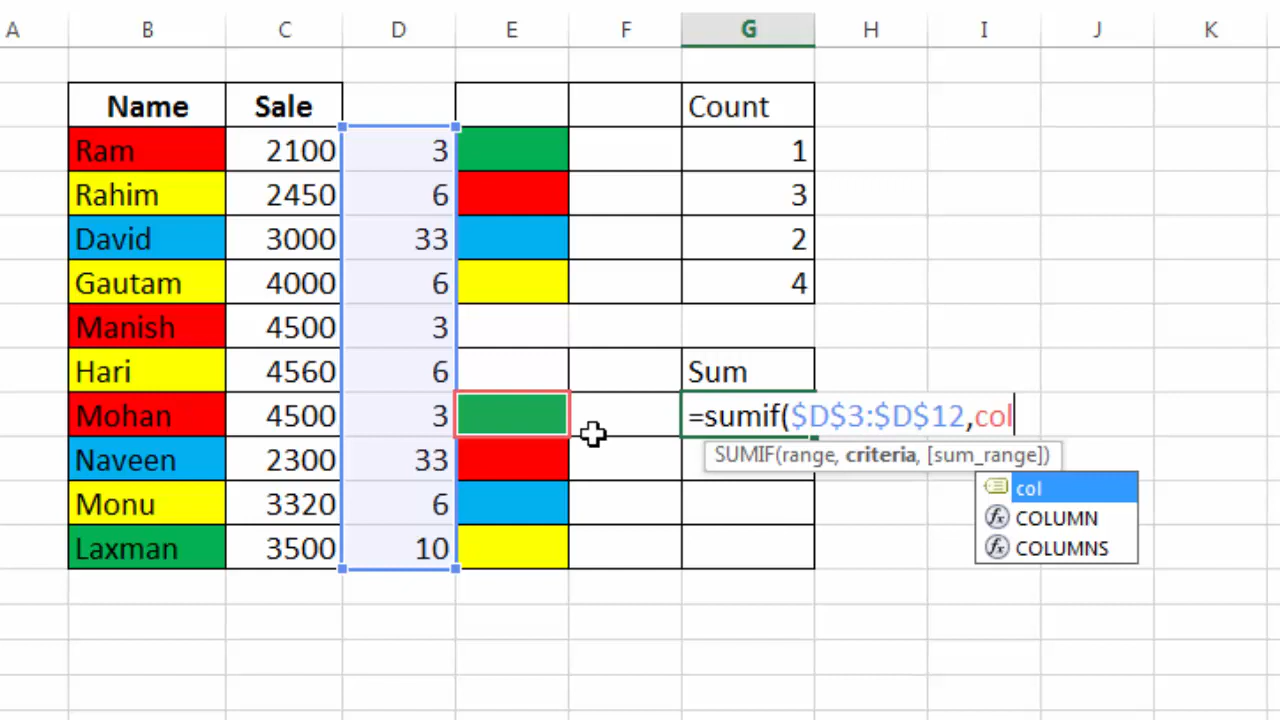 A B C D E F G H I J K
Name Sale Count
Ram 2100 3 1
Rahim 2450 6 3
David 3000 33 2
Gautam 4000 6 4
Manish 4500 3
Hari 4560 6 Sum
Mohan 4500 3 =sumif($D$3:$D$12,col
Naveen 2300 33 SUMIF(range, criteria, [sum_range])
col
Monu 3320 6 COLUMN
Laxman 3500 10 COLUMNS